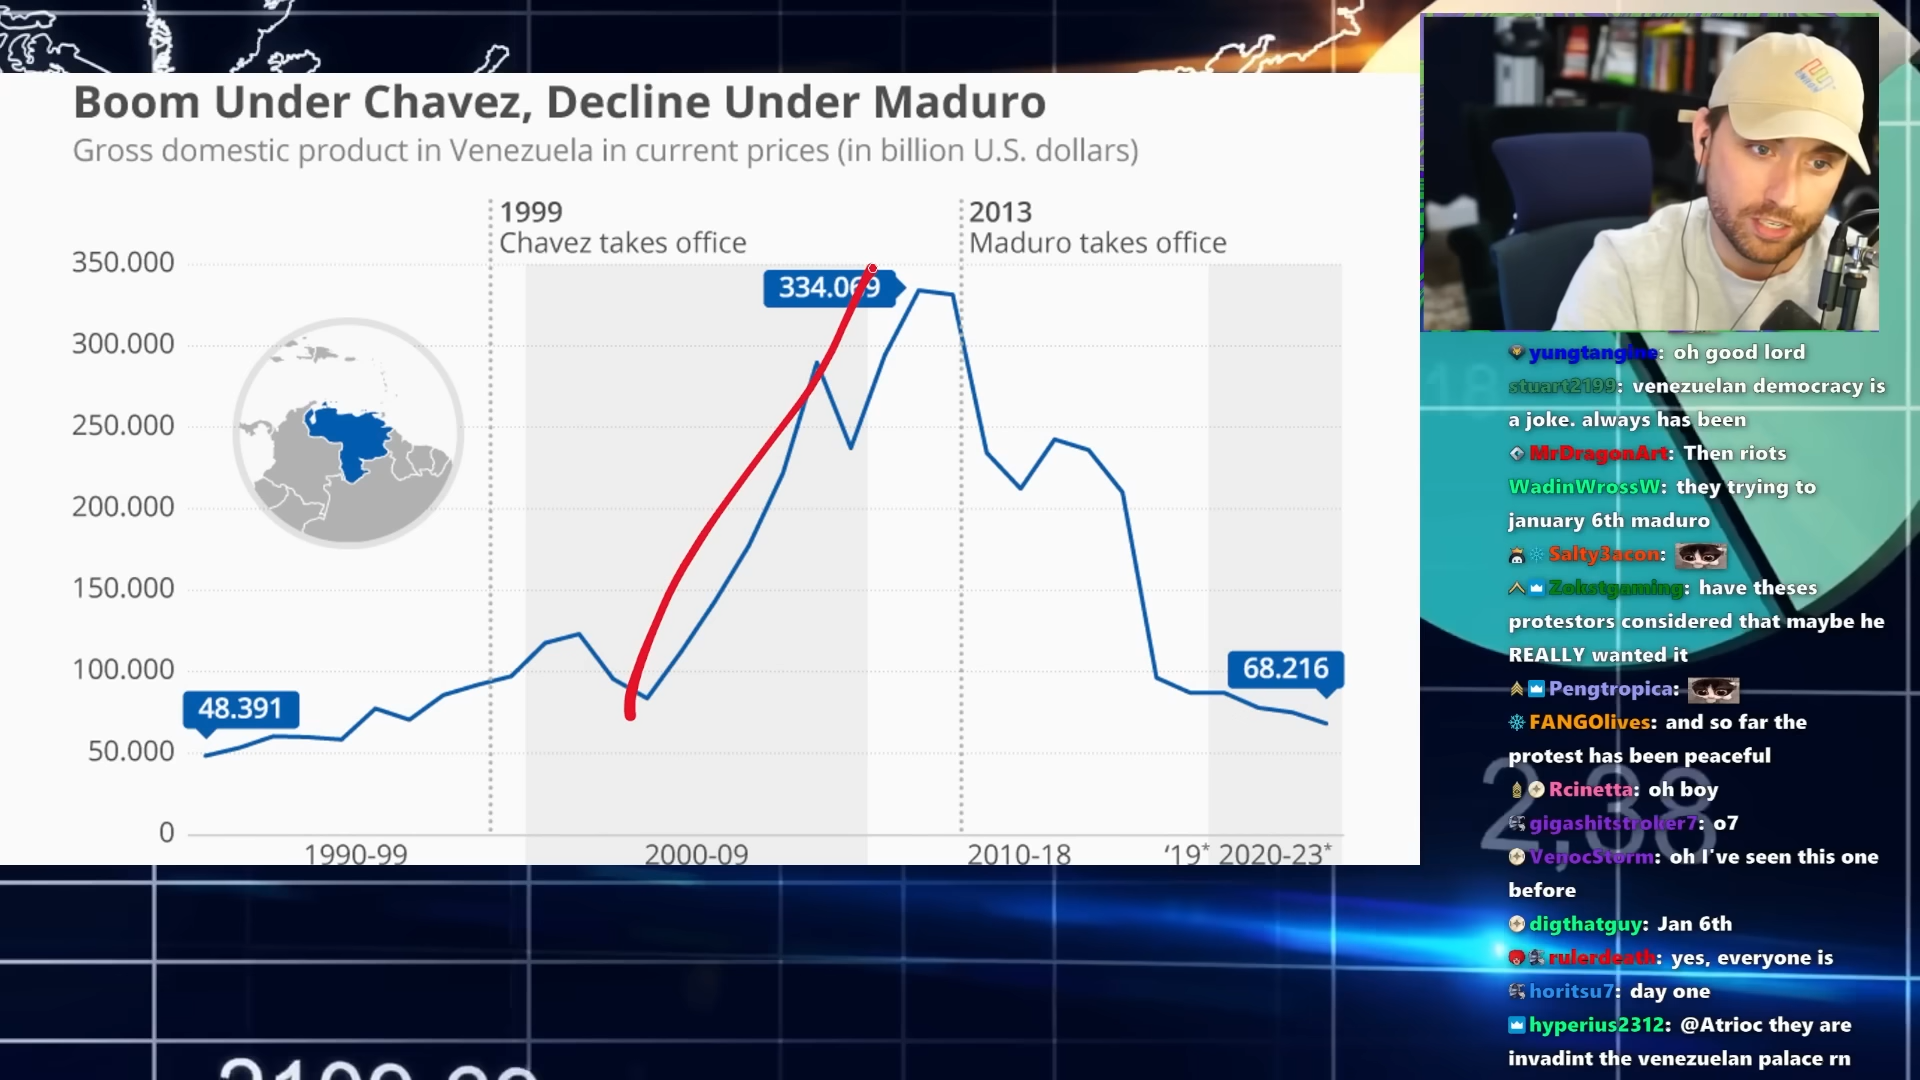 Boom Under Chavez, Decline Under Maduro
Gross domestic product in Venezuela in current prices (in billion U.S. dollars)
1999
Chavez takes office
2013
Maduro takes office
350.000
300.000
250.000
200.000
150.000
100.000
50.000
0
334.069
48.391
68.216
1990-99
2000-09
2010-18
‘19*
2020-23*
yungtangine: oh good lord
stuart2199: venezuelan democracy is
a joke. always has been
MrDragonArt: Then riots
WadinWrossW: they trying to
january 6th maduro
Salty3acon:
Zokstgaming: have theses
protestors considered that maybe he
REALLY wanted it
Pengtropica:
FANGOlives: and so far the
protest has been peaceful
Rcinetta: oh boy
gigashitstroker7: o7
VenocStorm: oh I've seen this one
before
digthatguy: Jan 6th
rulerdeath: yes, everyone is
horitsu7: day one
hyperius2312: @Atrioc they are
invadint the venezuelan palace rn
18
2,38